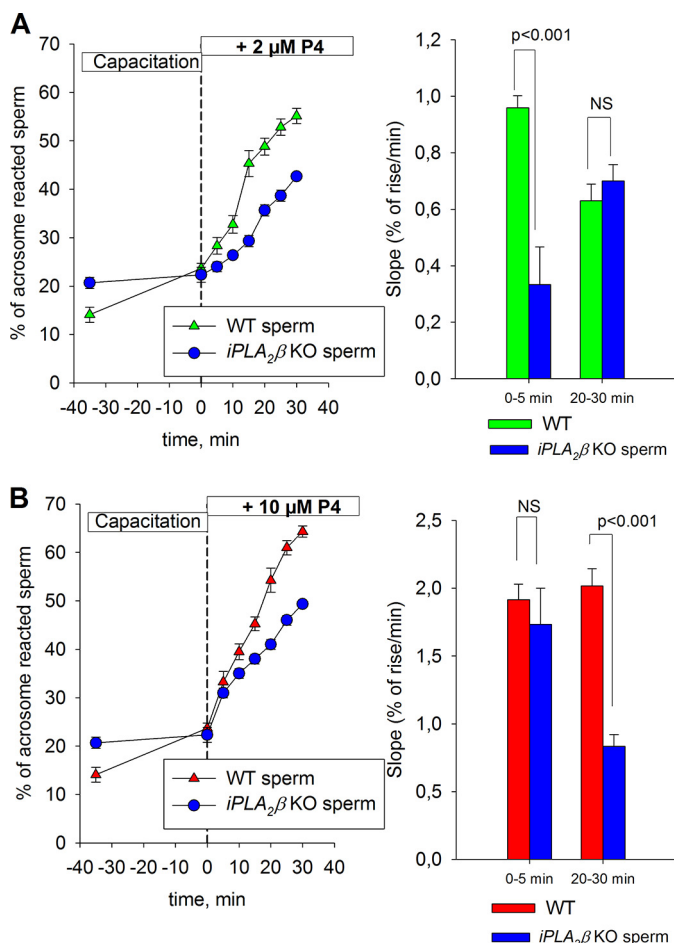 A
+ 2 µM P4
Capacitation
% of acrosome reacted sperm
70
60
50
40
30
20
10
0
WT sperm
iPLA₂β KO sperm
-40 -30 -20 -10 0 10 20 30 40
time, min
Slope (% of rise/min)
1,2
1,0
0,8
0,6
0,4
0,2
0,0
p<0.001
NS
0-5 min 20-30 min
WT
iPLA₂β KO sperm
B
+ 10 µM P4
Capacitation
% of acrosome reacted sperm
70
60
50
40
30
20
10
0
WT sperm
iPLA₂β KO sperm
-40 -30 -20 -10 0 10 20 30 40
time, min
Slope (% of rise/min)
2,5
2,0
1,5
1,0
0,5
0,0
NS
p<0.001
0-5 min 20-30 min
WT
iPLA₂β KO sperm